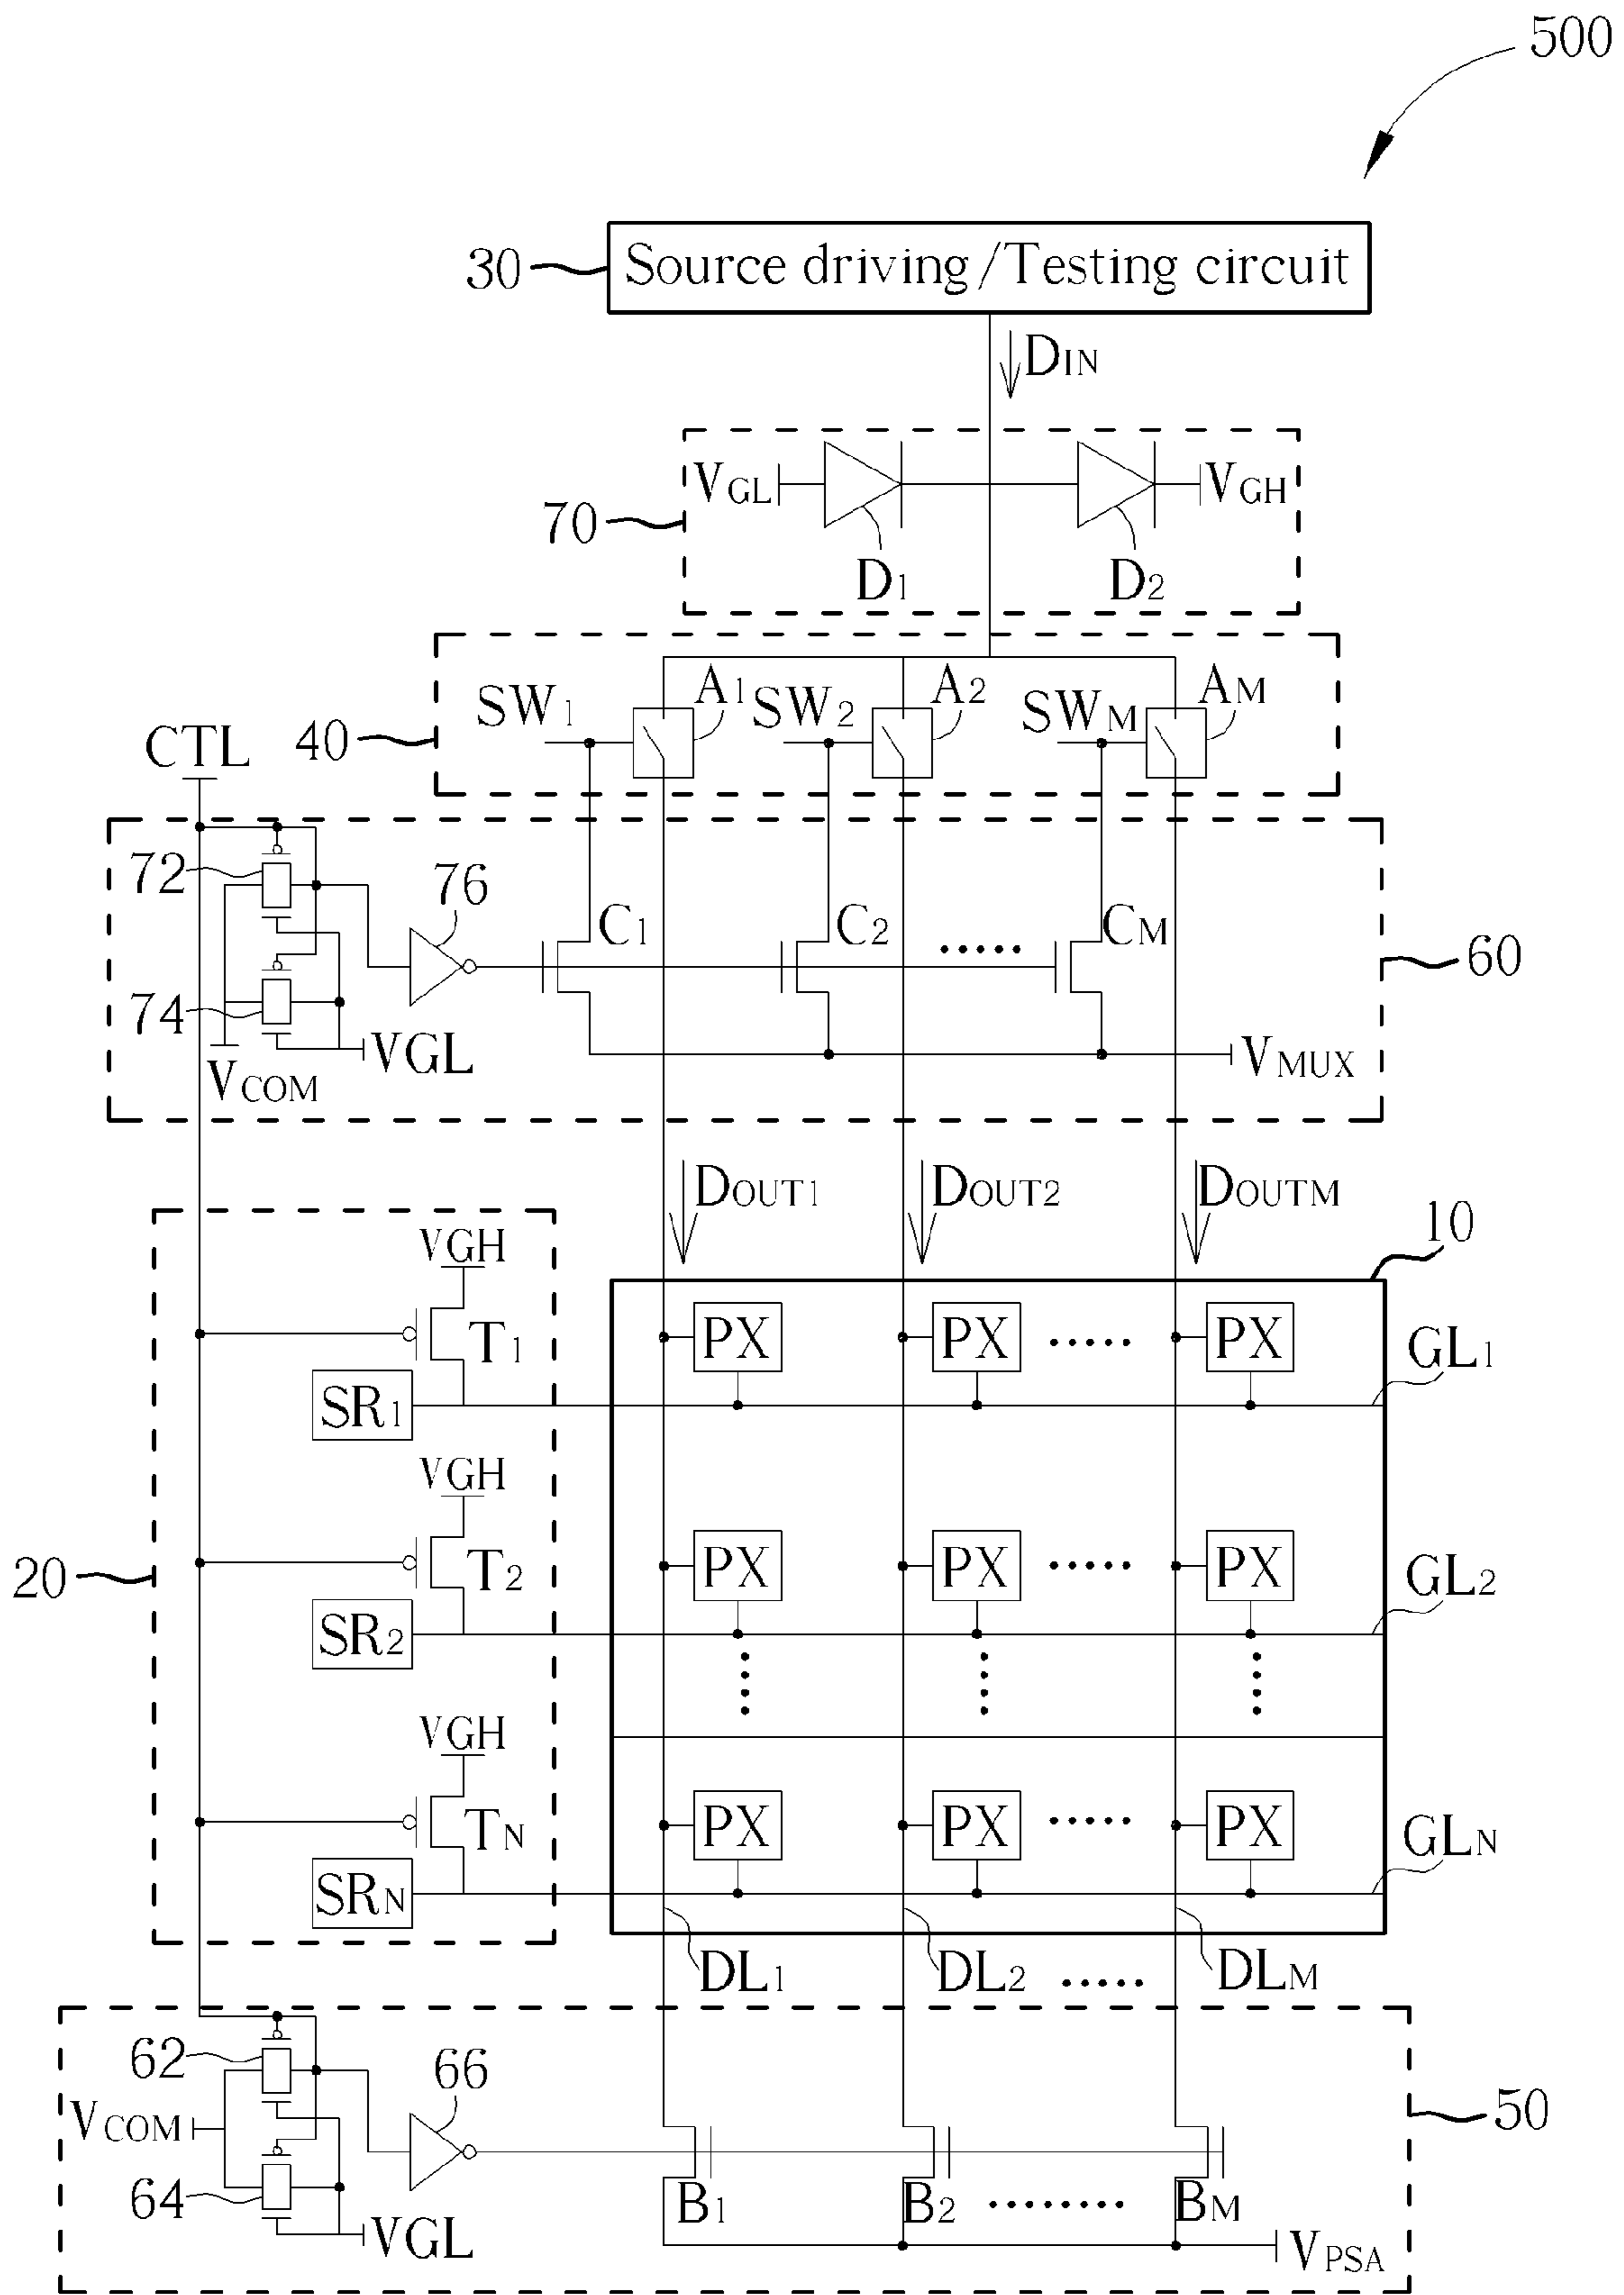 500
30 Source driving/Testing circuit
DIN
VGL VGH
70
D1 D2
SW1 A1 SW2 A2 SWM AM
40
CTL
72 76
C1 C2 ..... CM
60
74
VGL
VCOM VMUX
DOUT1 DOUT2 DOUTM
10
VGH
T1 PX PX ..... PX
GL1
SR1
VGH
T2 PX PX ..... PX
20 GL2
SR2
VGH
TN PX PX ..... PX
GLN
SRN
DL1 DL2 ..... DLM
62 66
VCOM 50
64 B1 B2 ........ BM
VGL VPSA